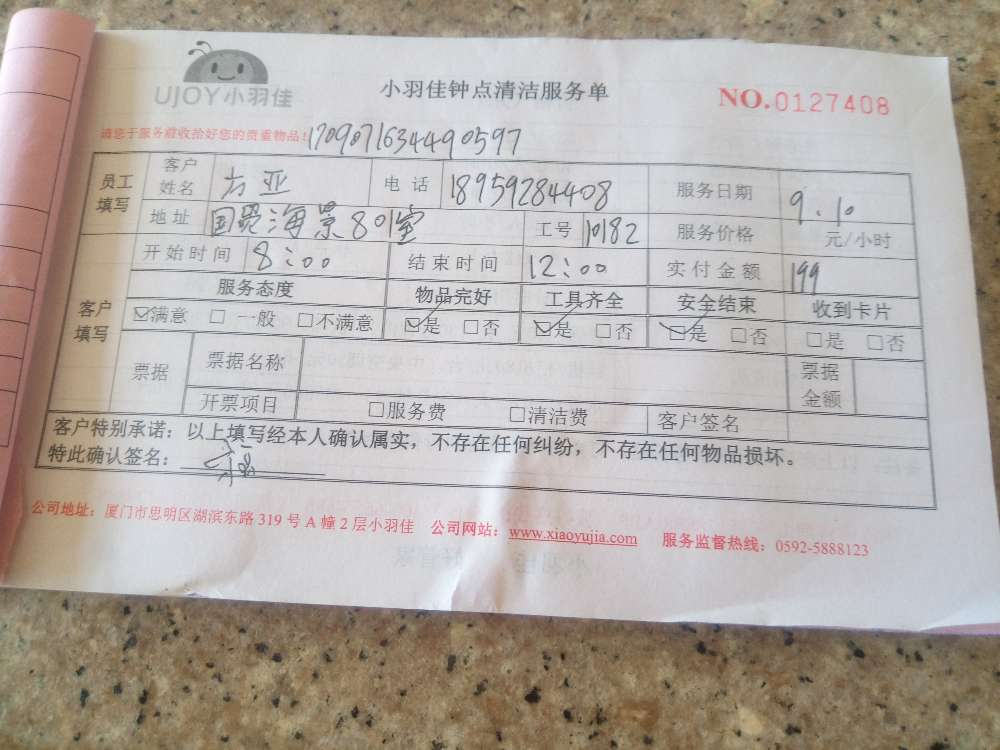 UJOY小羽佳
小羽佳钟点清洁服务单
NO.0127408
请您于服务前收拾好您的贵重物品！1709071634490597
员工填写 客户姓名 方亚 电话 18959284408 服务日期 9.10
地址 国贸海景801室 工号 10182 服务价格 元/小时
开始时间 8:00 结束时间 12:00 实付金额 199
客户填写 服务态度 物品完好 工具齐全 安全结束 收到卡片
☑满意 □一般 □不满意 ☑是 □否 ☑是 □否 ☑是 □否 □是 □否
票据 票据名称 票据金额
开票项目 □服务费 □清洁费 客户签名
客户特别承诺：以上填写经本人确认属实，不存在任何纠纷，不存在任何物品损坏。
特此确认签名：
公司地址：厦门市思明区湖滨东路319号A幢2层小羽佳 公司网站：www.xiaoyujia.com 服务监督热线：0592-5888123